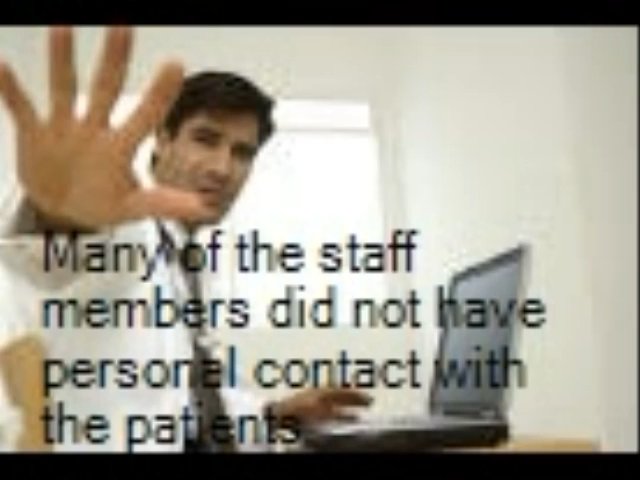 Many of the staff
members did not have
personal contact with
the patients